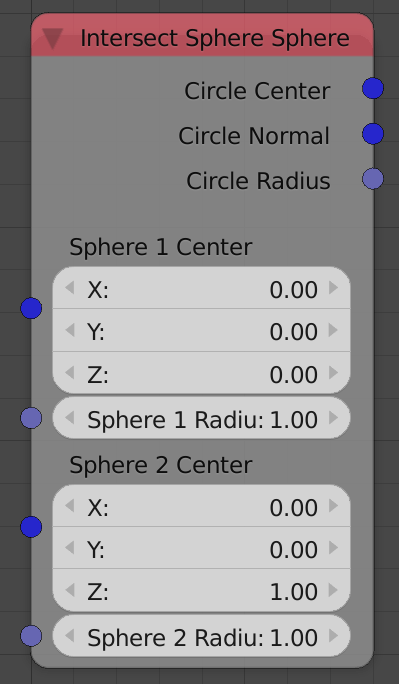 Intersect Sphere Sphere
Circle Center
Circle Normal
Circle Radius
Sphere 1 Center
X: 0.00
Y: 0.00
Z: 0.00
Sphere 1 Radiu: 1.00
Sphere 2 Center
X: 0.00
Y: 0.00
Z: 1.00
Sphere 2 Radiu: 1.00